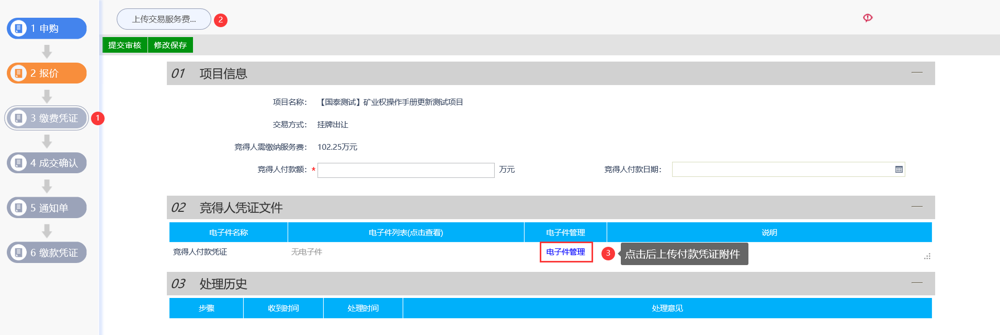 1 申购
2 报价
3 缴费凭证
1
4 成交确认
5 通知单
6 缴款凭证
上传交易服务费...
2
提交审核
修改保存
01 项目信息
项目名称： 【国泰测试】矿业权操作手册更新测试项目
交易方式： 挂牌出让
竞得人需缴纳服务费： 102.25万元
竞得人付款额：* 万元 竞得人付款日期：
02 竞得人凭证文件
电子件名称 电子件列表(点击查看) 电子件管理 说明
竞得人付款凭证 无电子件 电子件管理 3 点击后上传付款凭证附件
03 处理历史
步骤 收到时间 处理时间 处理意见